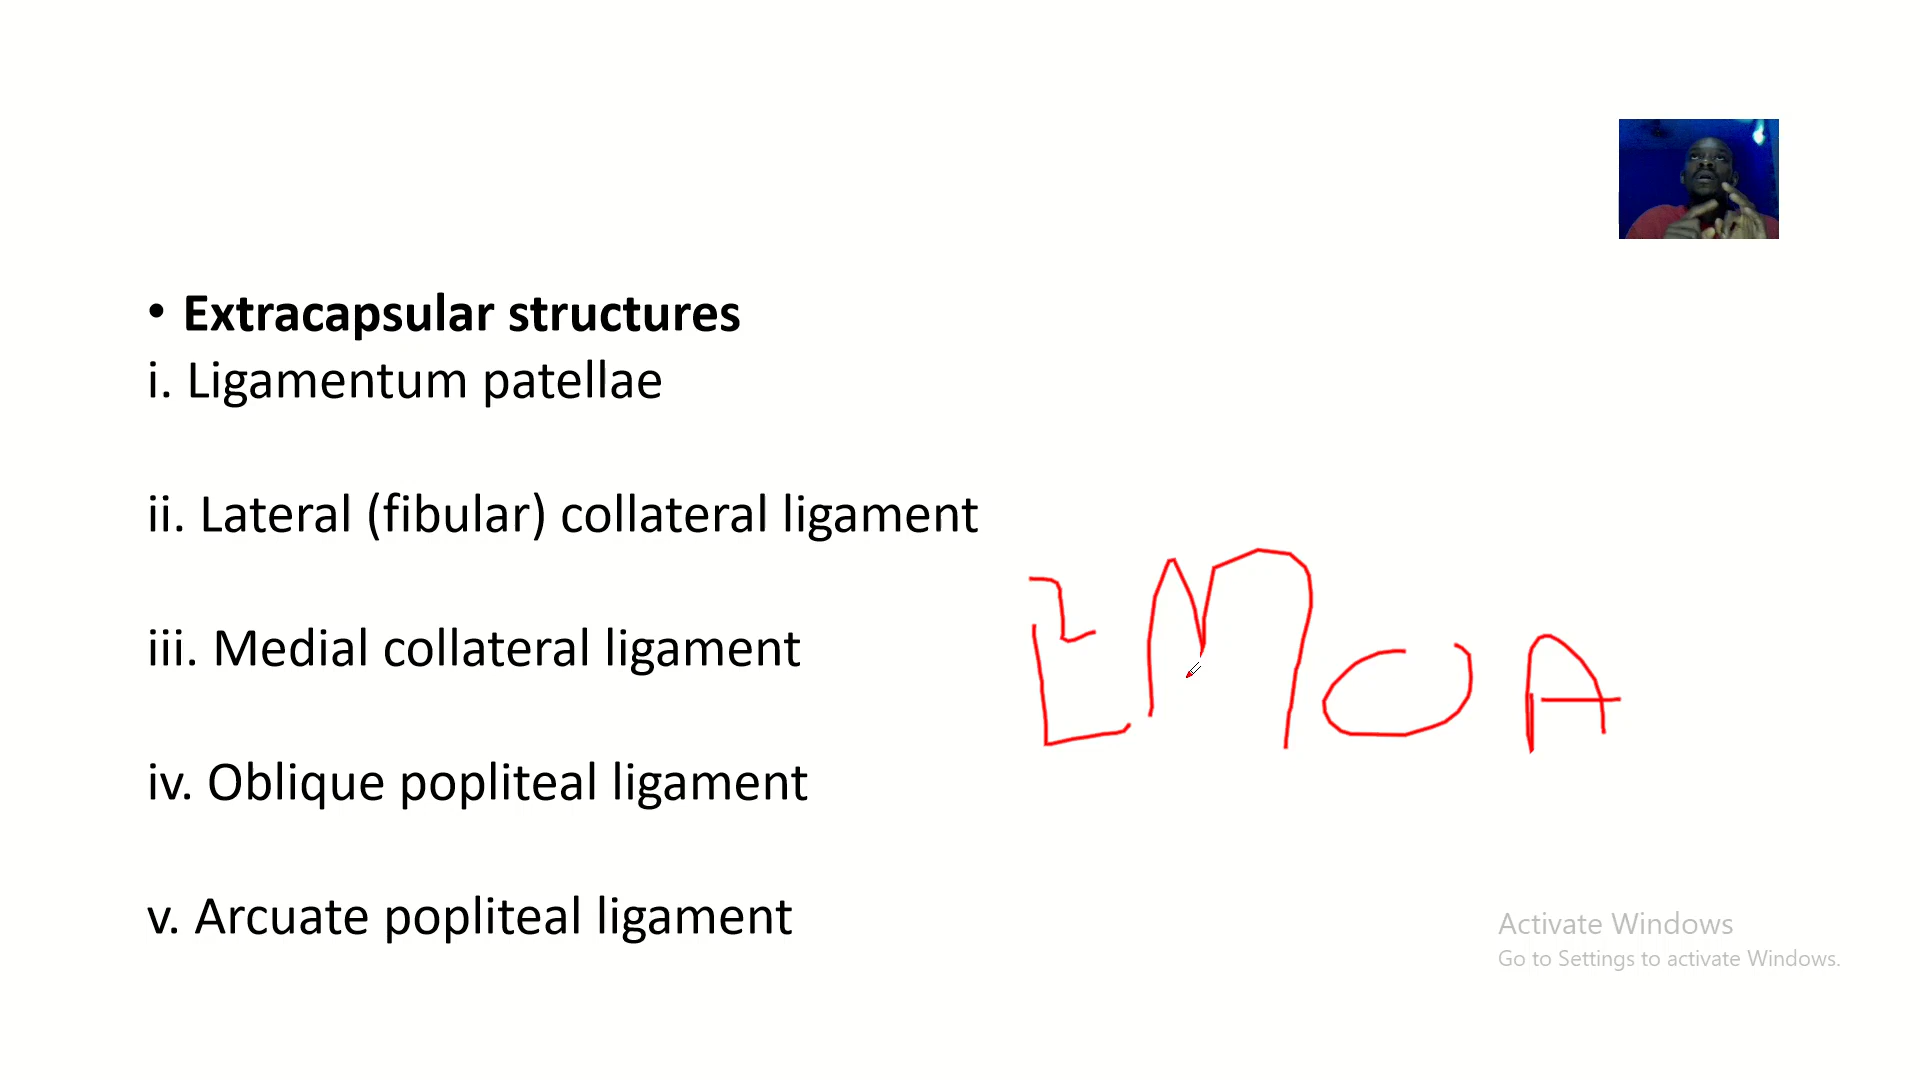 • Extracapsular structures
i. Ligamentum patellae
ii. Lateral (fibular) collateral ligament
LMOA
iii. Medial collateral ligament
iv. Oblique popliteal ligament
v. Arcuate popliteal ligament
Activate Windows
Go to Settings to activate Windows.